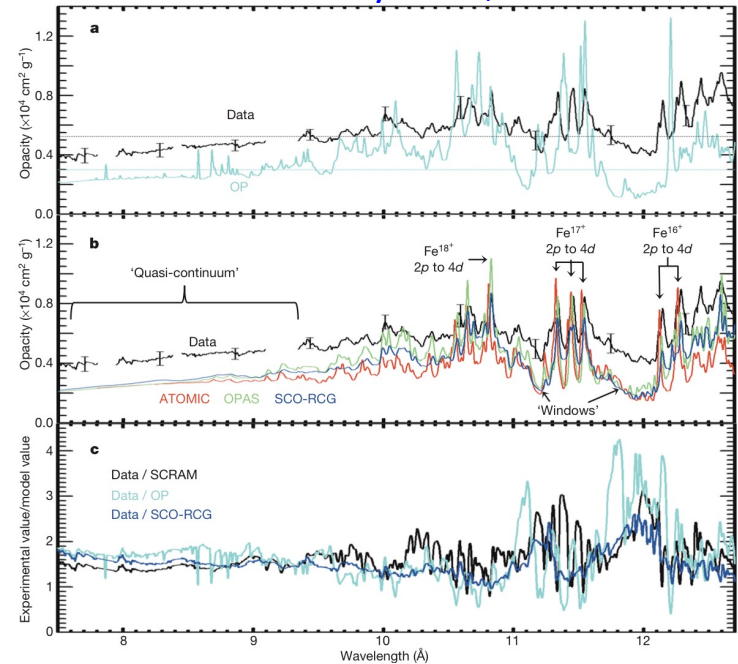 a
1.2
0.8
0.4
0.0
Opacity (×10⁴ cm² g⁻¹)
Data
OP
b
1.2
0.8
0.4
0.0
Opacity (×10⁴ cm² g⁻¹)
'Quasi-continuum'
Data
ATOMIC OPAS SCO-RCG
Fe¹⁸⁺
2p to 4d
Fe¹⁷⁺
2p to 4d
Fe¹⁶⁺
2p to 4d
'Windows'
c
4
3
2
1
0
Experimental value/model value
Data / SCRAM
Data / OP
Data / SCO-RCG
8 9 10 11 12
Wavelength (Å)